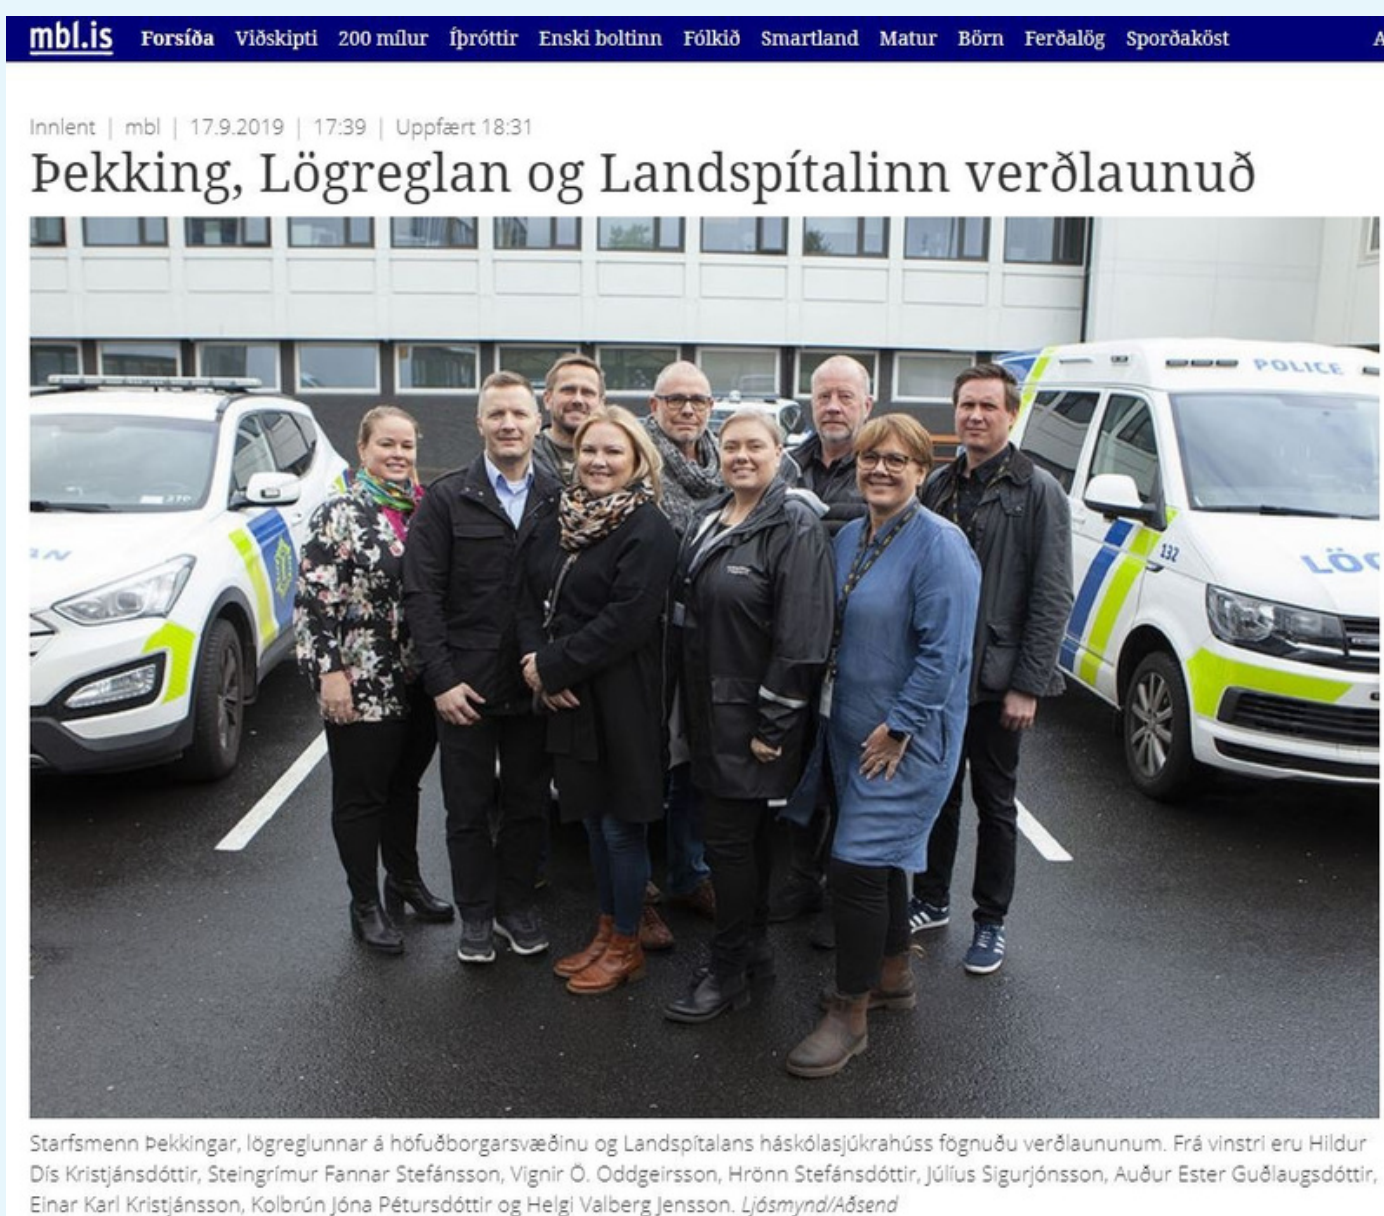 mbl.is Forsíða Viðskipti 200 mílur Íþróttir Enski boltinn Fólkið Smartland Matur Börn Ferðalög Sporðaköst
Innlent | mbl | 17.9.2019 | 17:39 | Uppfært 18:31
Þekking, Lögreglan og Landspítalinn verðlaunuð
POLICE
132
LÖG
Starfsmenn Þekkingar, lögreglunnar á höfuðborgarsvæðinu og Landspítalans háskólasjúkrahúss fögnuðu verðlaununum. Frá vinstri eru Hildur
Dís Kristjánsdóttir, Steingrímur Fannar Stefánsson, Vignir Ö. Oddgeirsson, Hrönn Stefánsdóttir, Júlíus Sigurjónsson, Auður Ester Guðlaugsdóttir,
Einar Karl Kristjánsson, Kolbrún Jóna Pétursdóttir og Helgi Valberg Jensson. Ljósmynd/Aðsend